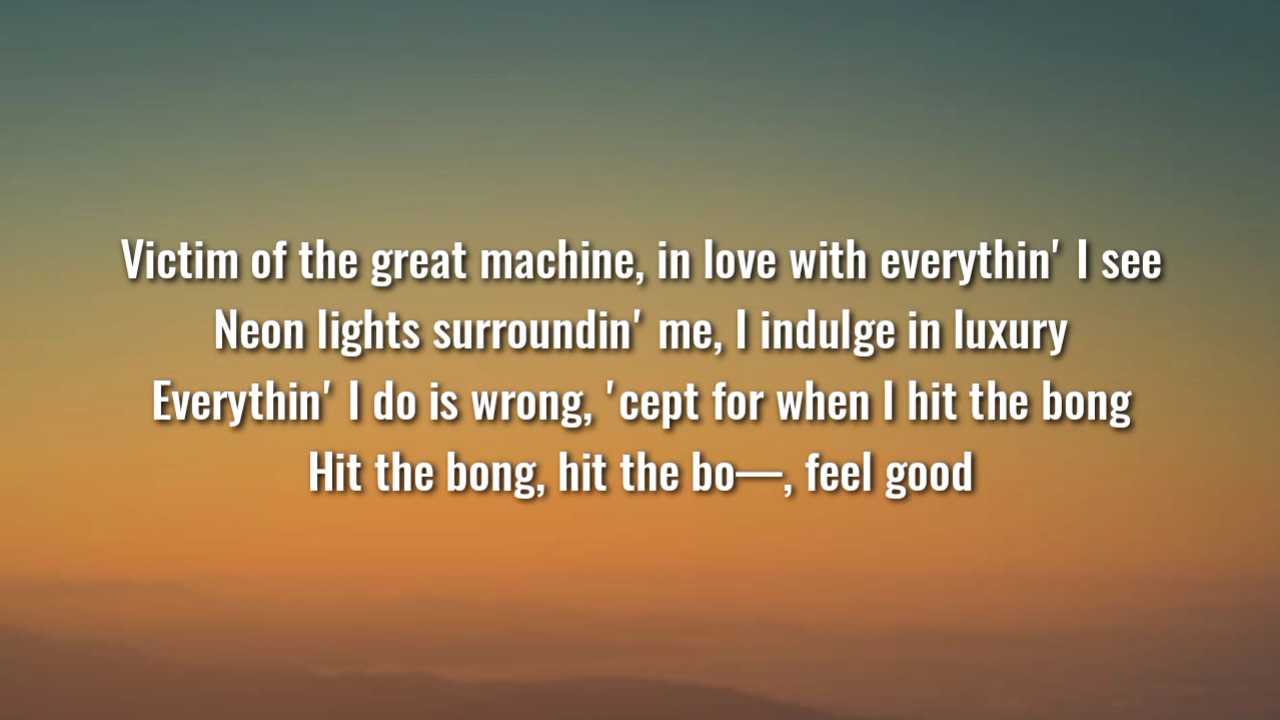 Victim of the great machine, in love with everythin' I see
Neon lights surroundin' me, I indulge in luxury
Everythin' I do is wrong, 'cept for when I hit the bong
Hit the bong, hit the bo—, feel good